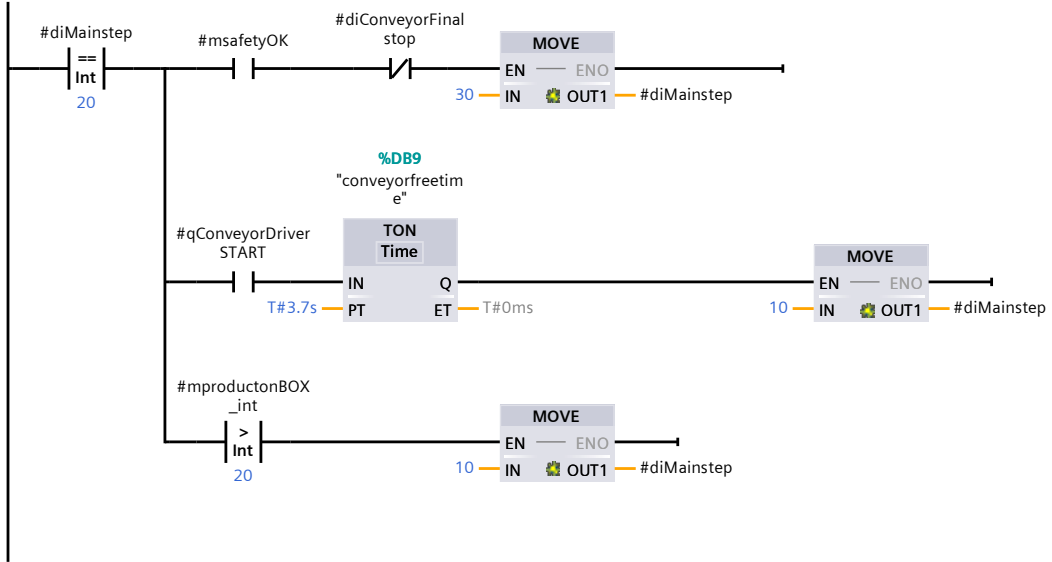 #diMainstep
==
Int
20
#msafetyOK
#diConveyorFinal
stop
MOVE
EN
ENO
30
IN
OUT1
#diMainstep
%DB9
"conveyorfreetim
e"
#qConveyorDriver
START
TON
Time
IN
Q
T#3.7s
PT
ET
T#0ms
MOVE
EN
ENO
10
IN
OUT1
#diMainstep
#mproductonBOX
_int
>
Int
20
MOVE
EN
ENO
10
IN
OUT1
#diMainstep